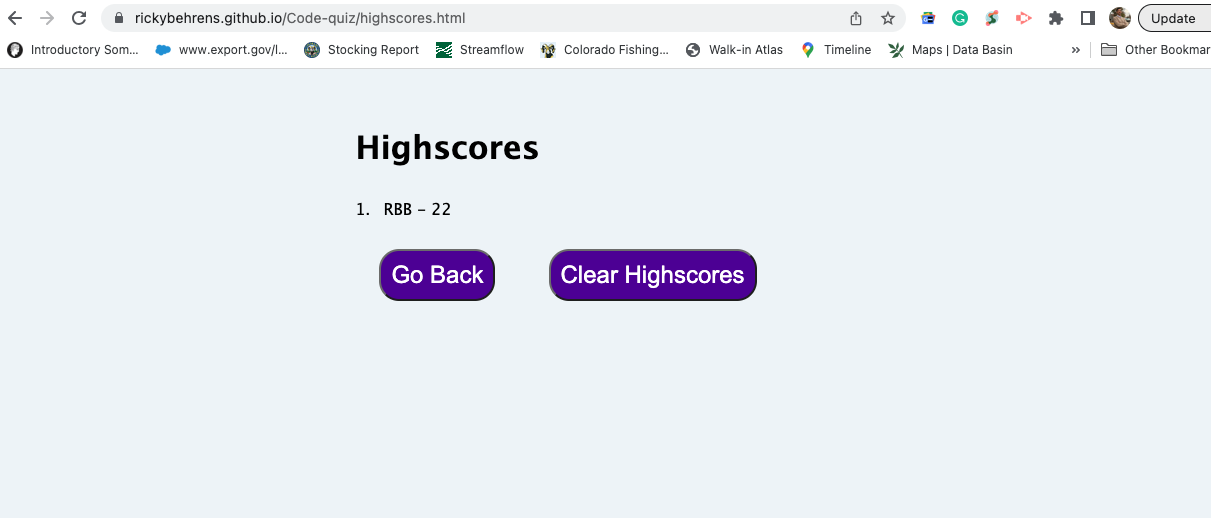 rickybehrens.github.io/Code-quiz/highscores.html
Update
Introductory Som... www.export.gov/l... Stocking Report Streamflow Colorado Fishing... Walk-in Atlas Timeline Maps | Data Basin » Other Bookmar
Highscores
1. RBB – 22
Go Back Clear Highscores